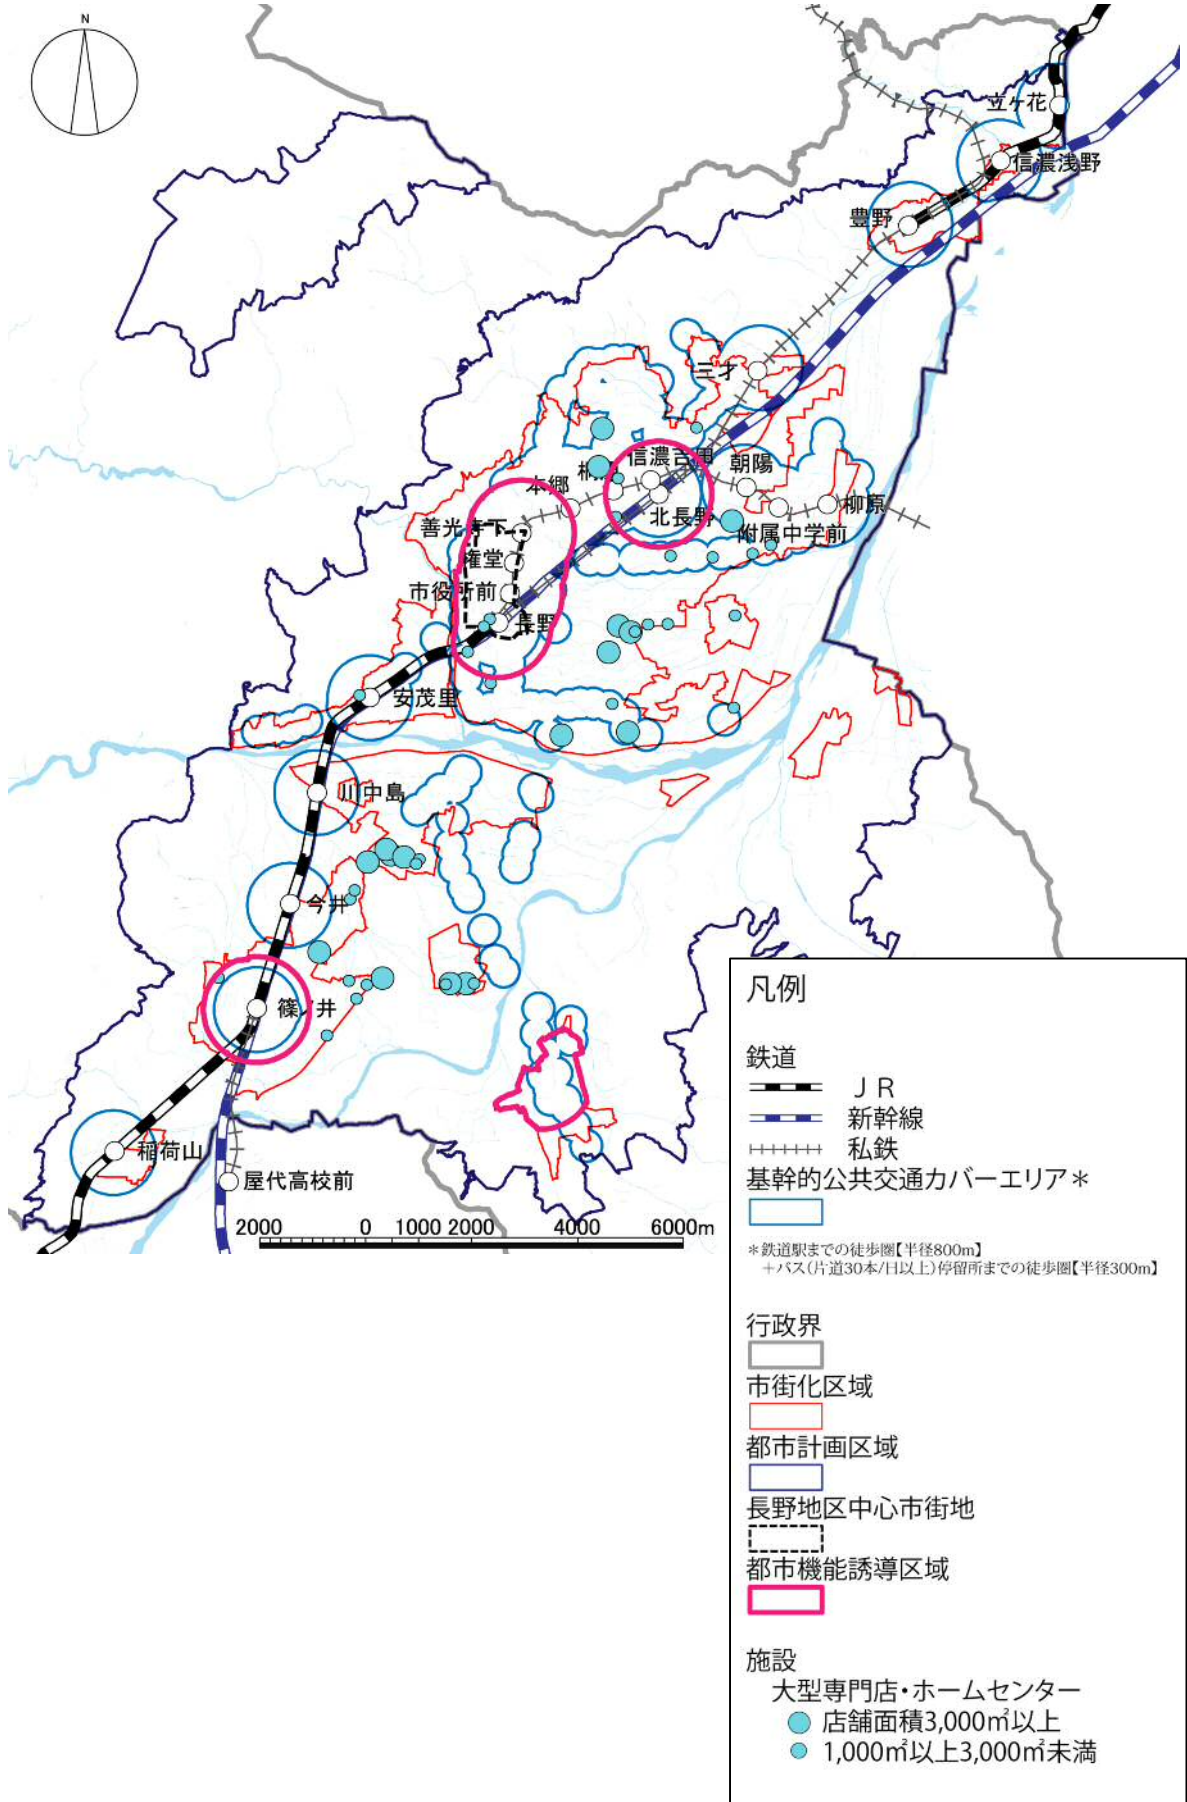 N
立ヶ花
信濃浅野
豊野
三才
信濃吉田
朝陽
桐原
本郷
北長野
柳原
附属中学前
善光寺下
権堂
市役所前
長野
安茂里
川中島
今井
篠ノ井
稲荷山
屋代高校前
2000 0 1000 2000 4000 6000m
凡例
鉄道
ＪＲ
新幹線
私鉄
基幹的公共交通カバーエリア＊
＊鉄道駅までの徒歩圏【半径800m】
＋バス(片道30本/日以上)停留所までの徒歩圏【半径300m】
行政界
市街化区域
都市計画区域
長野地区中心市街地
都市機能誘導区域
施設
大型専門店・ホームセンター
店舗面積3,000㎡以上
1,000㎡以上3,000㎡未満